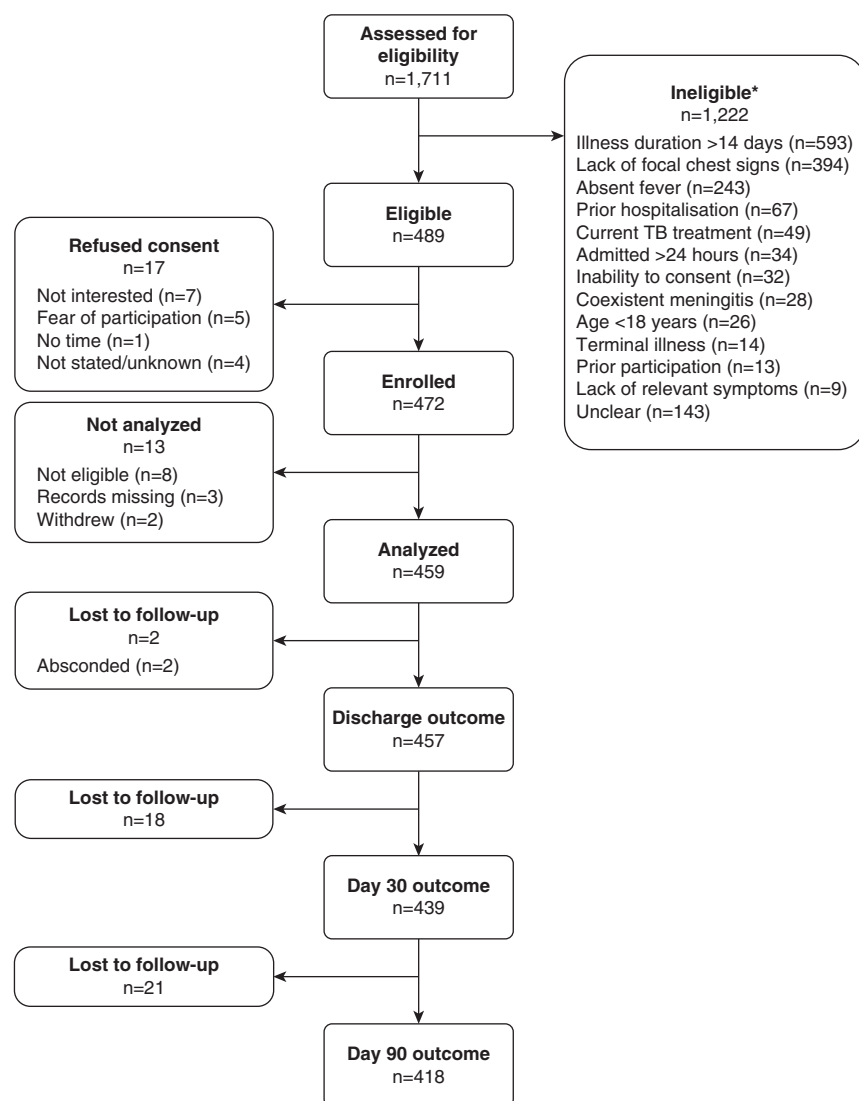 Assessed for
eligibility
n=1,711
Ineligible*
n=1,222
Illness duration >14 days (n=593)
Lack of focal chest signs (n=394)
Absent fever (n=243)
Prior hospitalisation (n=67)
Current TB treatment (n=49)
Admitted >24 hours (n=34)
Inability to consent (n=32)
Coexistent meningitis (n=28)
Age <18 years (n=26)
Terminal illness (n=14)
Prior participation (n=13)
Lack of relevant symptoms (n=9)
Unclear (n=143)
Eligible
n=489
Refused consent
n=17
Not interested (n=7)
Fear of participation (n=5)
No time (n=1)
Not stated/unknown (n=4)
Enrolled
n=472
Not analyzed
n=13
Not eligible (n=8)
Records missing (n=3)
Withdrew (n=2)
Analyzed
n=459
Lost to follow-up
n=2
Absconded (n=2)
Discharge outcome
n=457
Lost to follow-up
n=18
Day 30 outcome
n=439
Lost to follow-up
n=21
Day 90 outcome
n=418